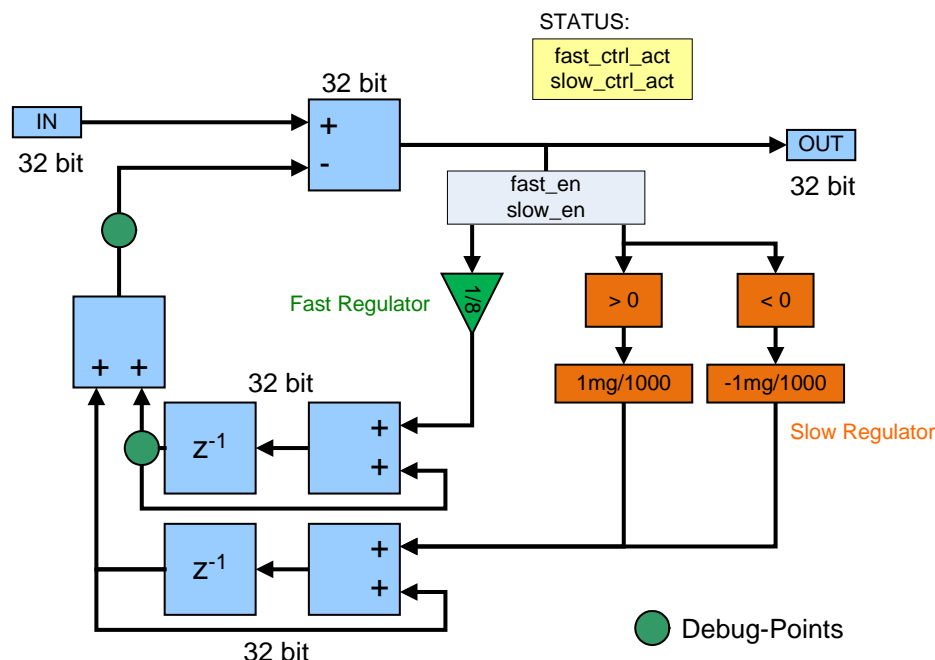 STATUS:
fast_ctrl_act
slow_ctrl_act
32 bit
IN
+
-
OUT
32 bit
32 bit
fast_en
slow_en
Fast Regulator
1/8
> 0
< 0
+ +
32 bit
1mg/1000
-1mg/1000
z-1
+
+
Slow Regulator
z-1
+
+
32 bit
Debug-Points